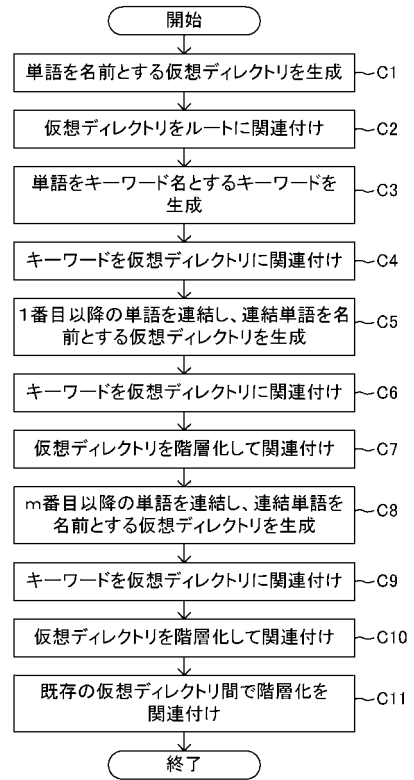 開始
単語を名前とする仮想ディレクトリを生成 C1
仮想ディレクトリをルートに関連付け C2
単語をキーワード名とするキーワードを
生成 C3
キーワードを仮想ディレクトリに関連付け C4
1番目以降の単語を連結し、連結単語を名
前とする仮想ディレクトリを生成 C5
キーワードを仮想ディレクトリに関連付け C6
仮想ディレクトリを階層化して関連付け C7
m番目以降の単語を連結し、連結単語を
名前とする仮想ディレクトリを生成 C8
キーワードを仮想ディレクトリに関連付け C9
仮想ディレクトリを階層化して関連付け C10
既存の仮想ディレクトリ間で階層化を
関連付け C11
終了